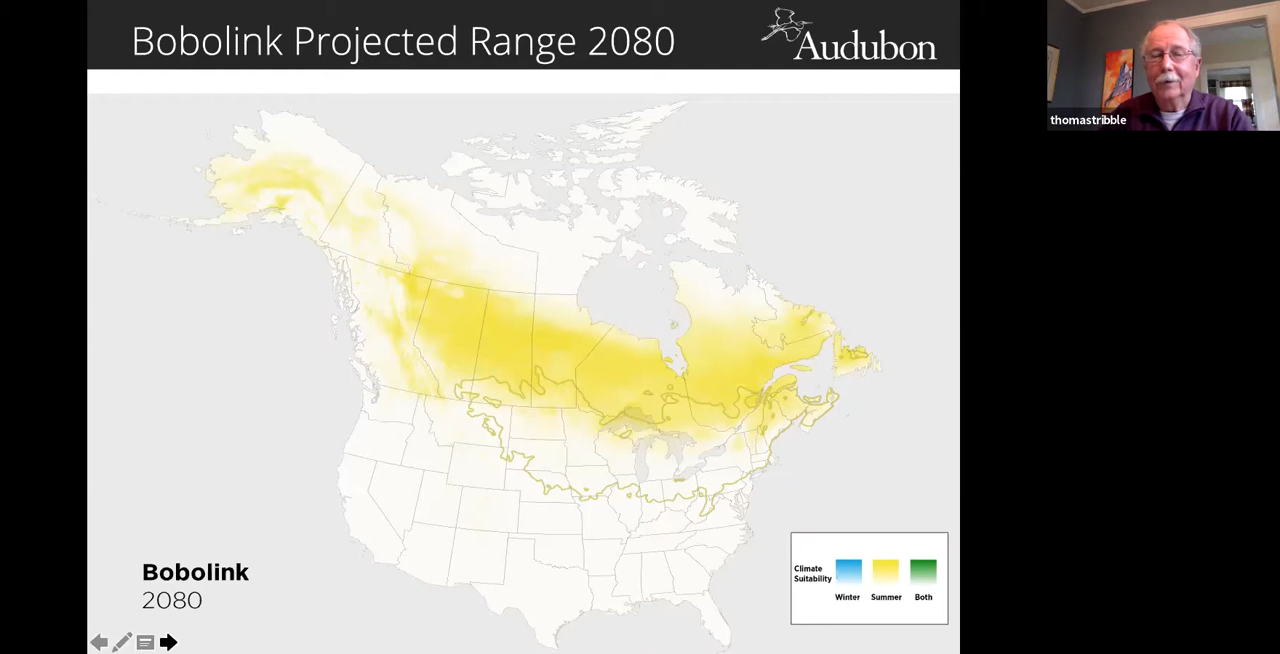 Bobolink Projected Range 2080
Audubon
thomastribble
Bobolink
2080
Climate
Suitability
Winter
Summer
Both